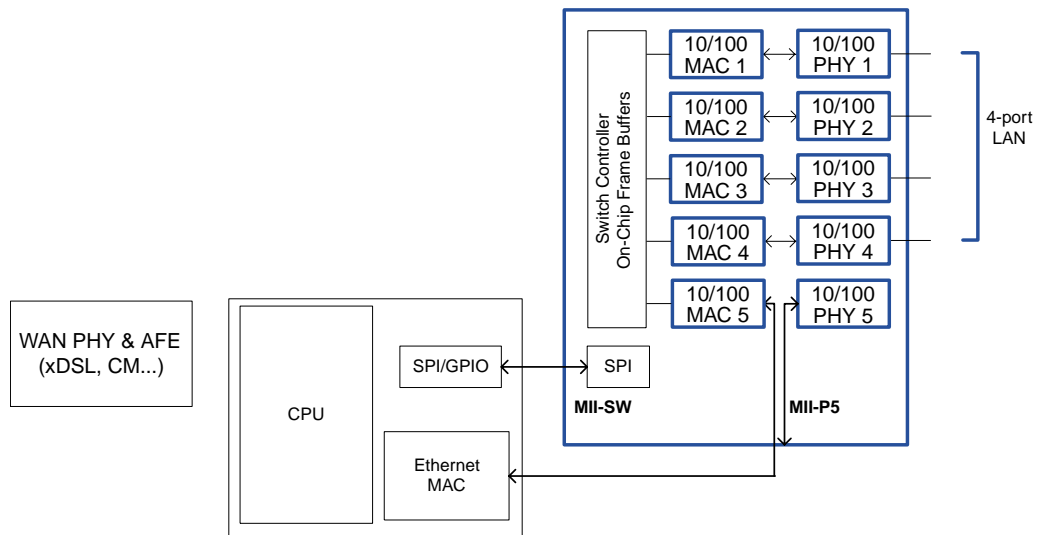 10/100
MAC 1
10/100
PHY 1
10/100
MAC 2
10/100
PHY 2
4-port
LAN
10/100
MAC 3
10/100
PHY 3
Switch Controller
On-Chip Frame Buffers
10/100
MAC 4
10/100
PHY 4
10/100
MAC 5
10/100
PHY 5
WAN PHY & AFE
(xDSL, CM...)
SPI/GPIO
SPI
CPU
MII-SW
MII-P5
Ethernet
MAC